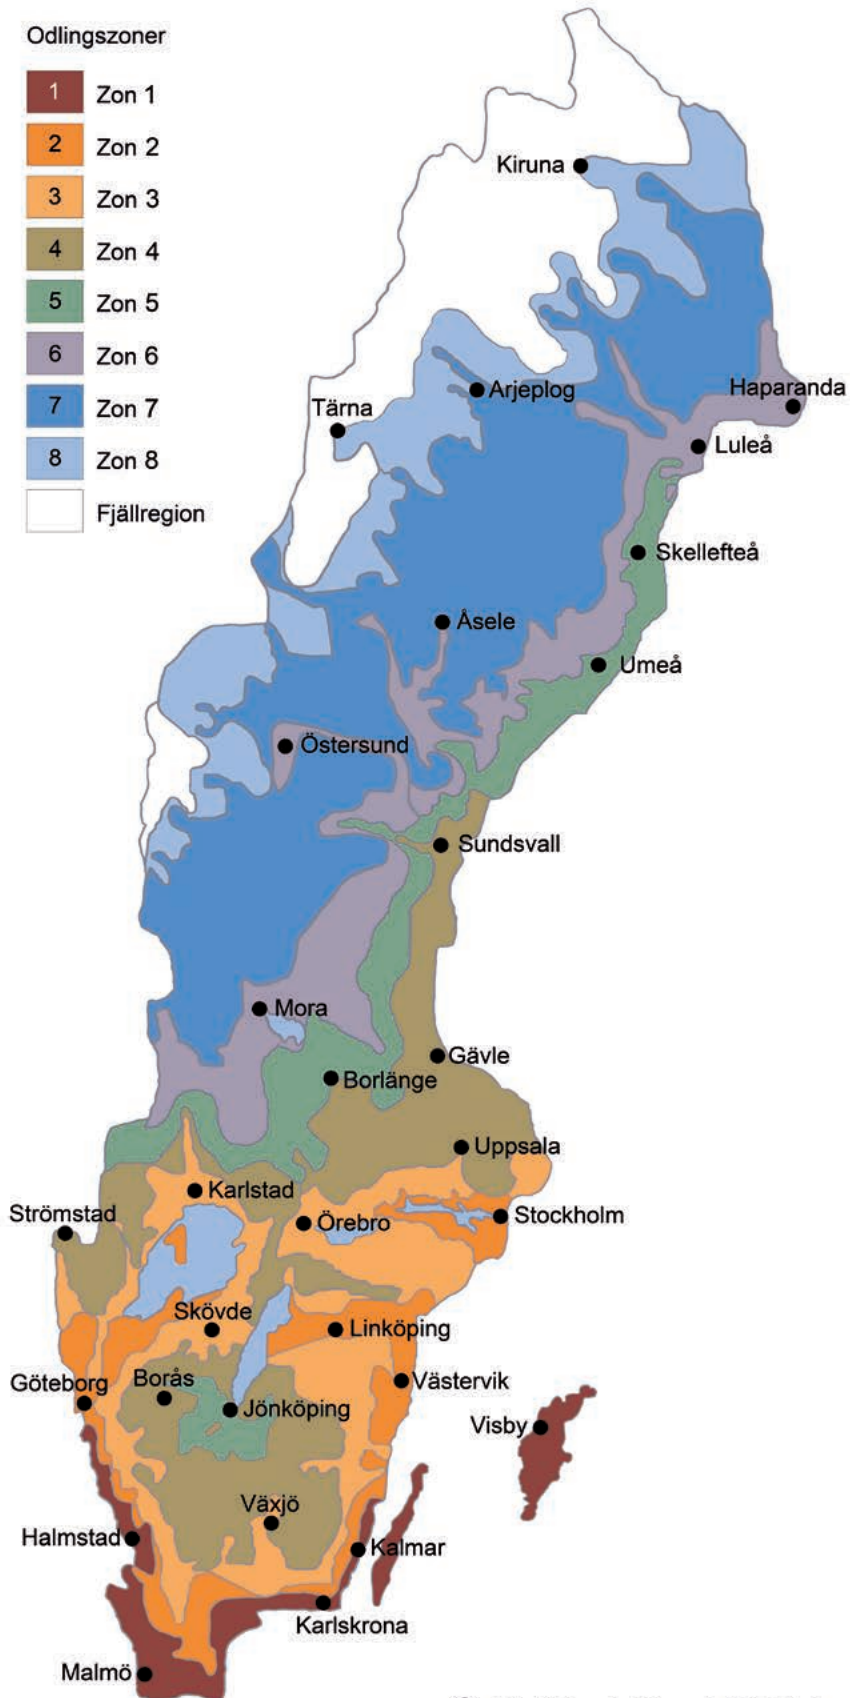 Odlingszoner
1 Zon 1
2 Zon 2
3 Zon 3
4 Zon 4
5 Zon 5
6 Zon 6
7 Zon 7
8 Zon 8
Fjällregion
Kiruna
Arjeplog
Haparanda
Tärna
Luleå
Skellefteå
Åsele
Umeå
Östersund
Sundsvall
Mora
Gävle
Borlänge
Uppsala
Karlstad
Strömstad
Örebro
Stockholm
Skövde
Linköping
Göteborg
Borås
Västervik
Jönköping
Visby
Växjö
Halmstad
Kalmar
Karlskrona
Malmö